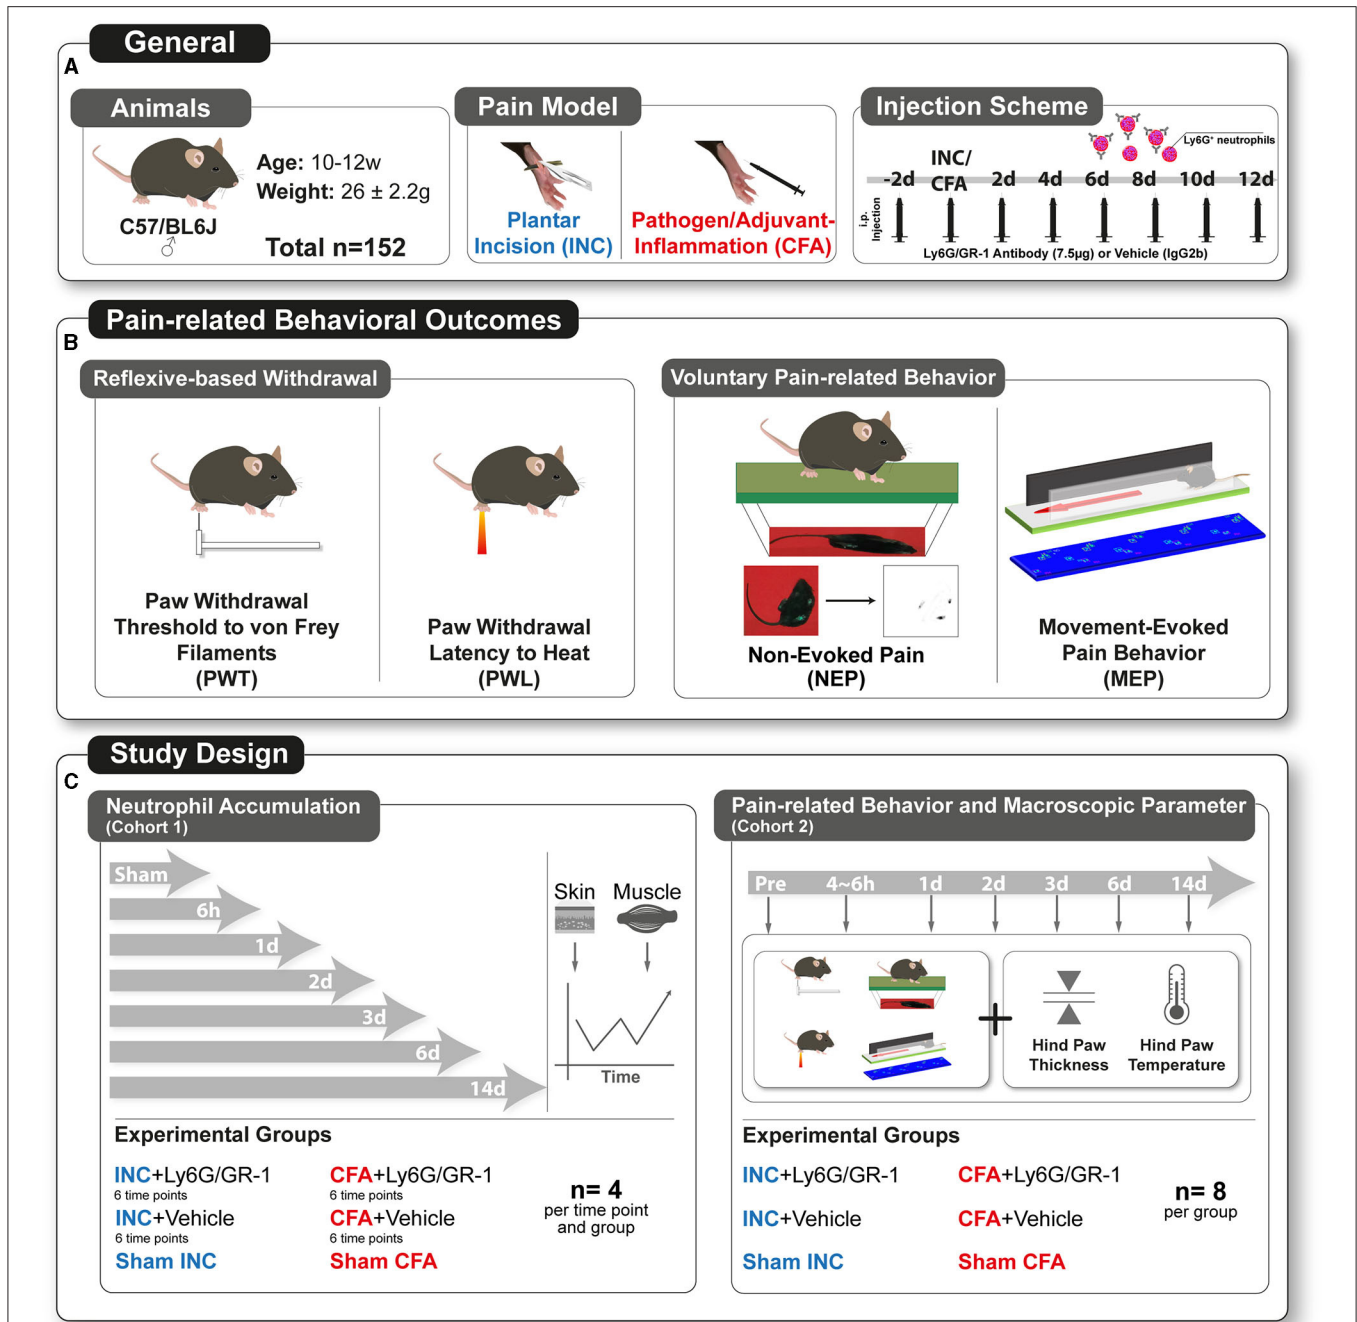 General
A
Animals
Age: 10-12w
Weight: 26 ± 2.2g
C57/BL6J
♂
Total n=152
Pain Model
Plantar
Incision (INC)
Pathogen/Adjuvant-
Inflammation (CFA)
Injection Scheme
Ly6G⁺ neutrophils
-2d INC/ 2d 4d 6d 8d 10d 12d
CFA
i.p.
Injection
Ly6G/GR-1 Antibody (7.5µg) or Vehicle (IgG2b)
Pain-related Behavioral Outcomes
B
Reflexive-based Withdrawal
Paw Withdrawal
Threshold to von Frey
Filaments
(PWT)
Paw Withdrawal
Latency to Heat
(PWL)
Voluntary Pain-related Behavior
Non-Evoked Pain
(NEP)
Movement-Evoked
Pain Behavior
(MEP)
Study Design
C
Neutrophil Accumulation
(Cohort 1)
Sham
6h
1d
2d
3d
6d
14d
Skin Muscle
Time
Experimental Groups
INC+Ly6G/GR-1 CFA+Ly6G/GR-1
6 time points 6 time points
INC+Vehicle CFA+Vehicle
6 time points 6 time points
Sham INC Sham CFA
n= 4
per time point
and group
Pain-related Behavior and Macroscopic Parameter
(Cohort 2)
Pre 4~6h 1d 2d 3d 6d 14d
+
Hind Paw
Thickness
Hind Paw
Temperature
Experimental Groups
INC+Ly6G/GR-1 CFA+Ly6G/GR-1
INC+Vehicle CFA+Vehicle
Sham INC Sham CFA
n= 8
per group